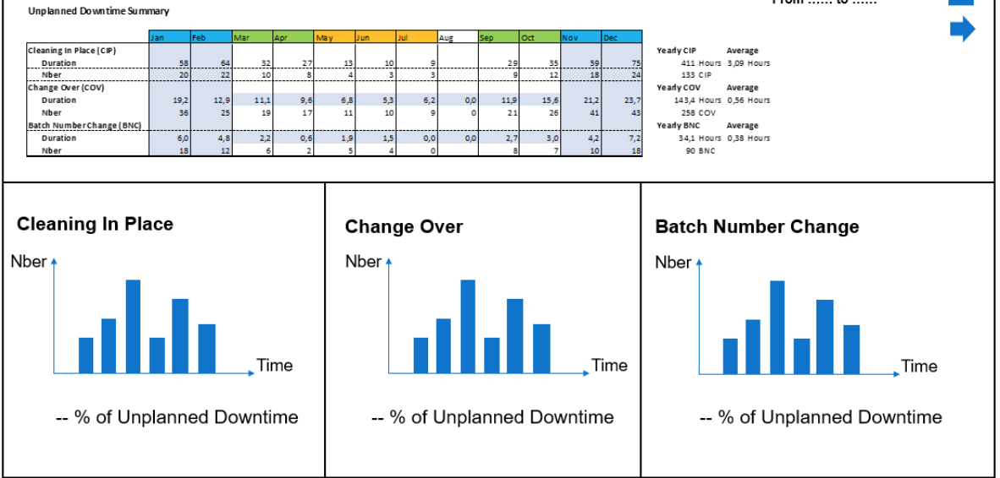 From ...... to ......
Unplanned Downtime Summary
Jan Feb Mar Apr May Jun Jul Aug Sep Oct Nov Dec
Cleaning In Place (CIP) Yearly CIP Average
Duration 58 64 32 27 13 10 9 29 35 59 75 411 Hours 3,09 Hours
Nber 20 22 10 8 4 3 3 9 12 18 24 133 CIP
Change Over (COV) Yearly COV Average
Duration 19,2 12,9 11,1 9,6 6,8 5,3 6,2 0,0 11,9 15,6 21,2 23,7 143,4 Hours 0,56 Hours
Nber 36 25 19 17 11 10 9 0 21 26 41 43 258 COV
Batch Number Change (BNC) Yearly BNC Average
Duration 6,0 4,8 2,2 0,6 1,9 1,5 0,0 0,0 2,7 3,0 4,2 7,2 34,1 Hours 0,38 Hours
Nber 18 12 6 2 5 4 0 8 7 10 18 90 BNC
Cleaning In Place
Nber
Time
-- % of Unplanned Downtime
Change Over
Nber
Time
-- % of Unplanned Downtime
Batch Number Change
Nber
Time
-- % of Unplanned Downtime